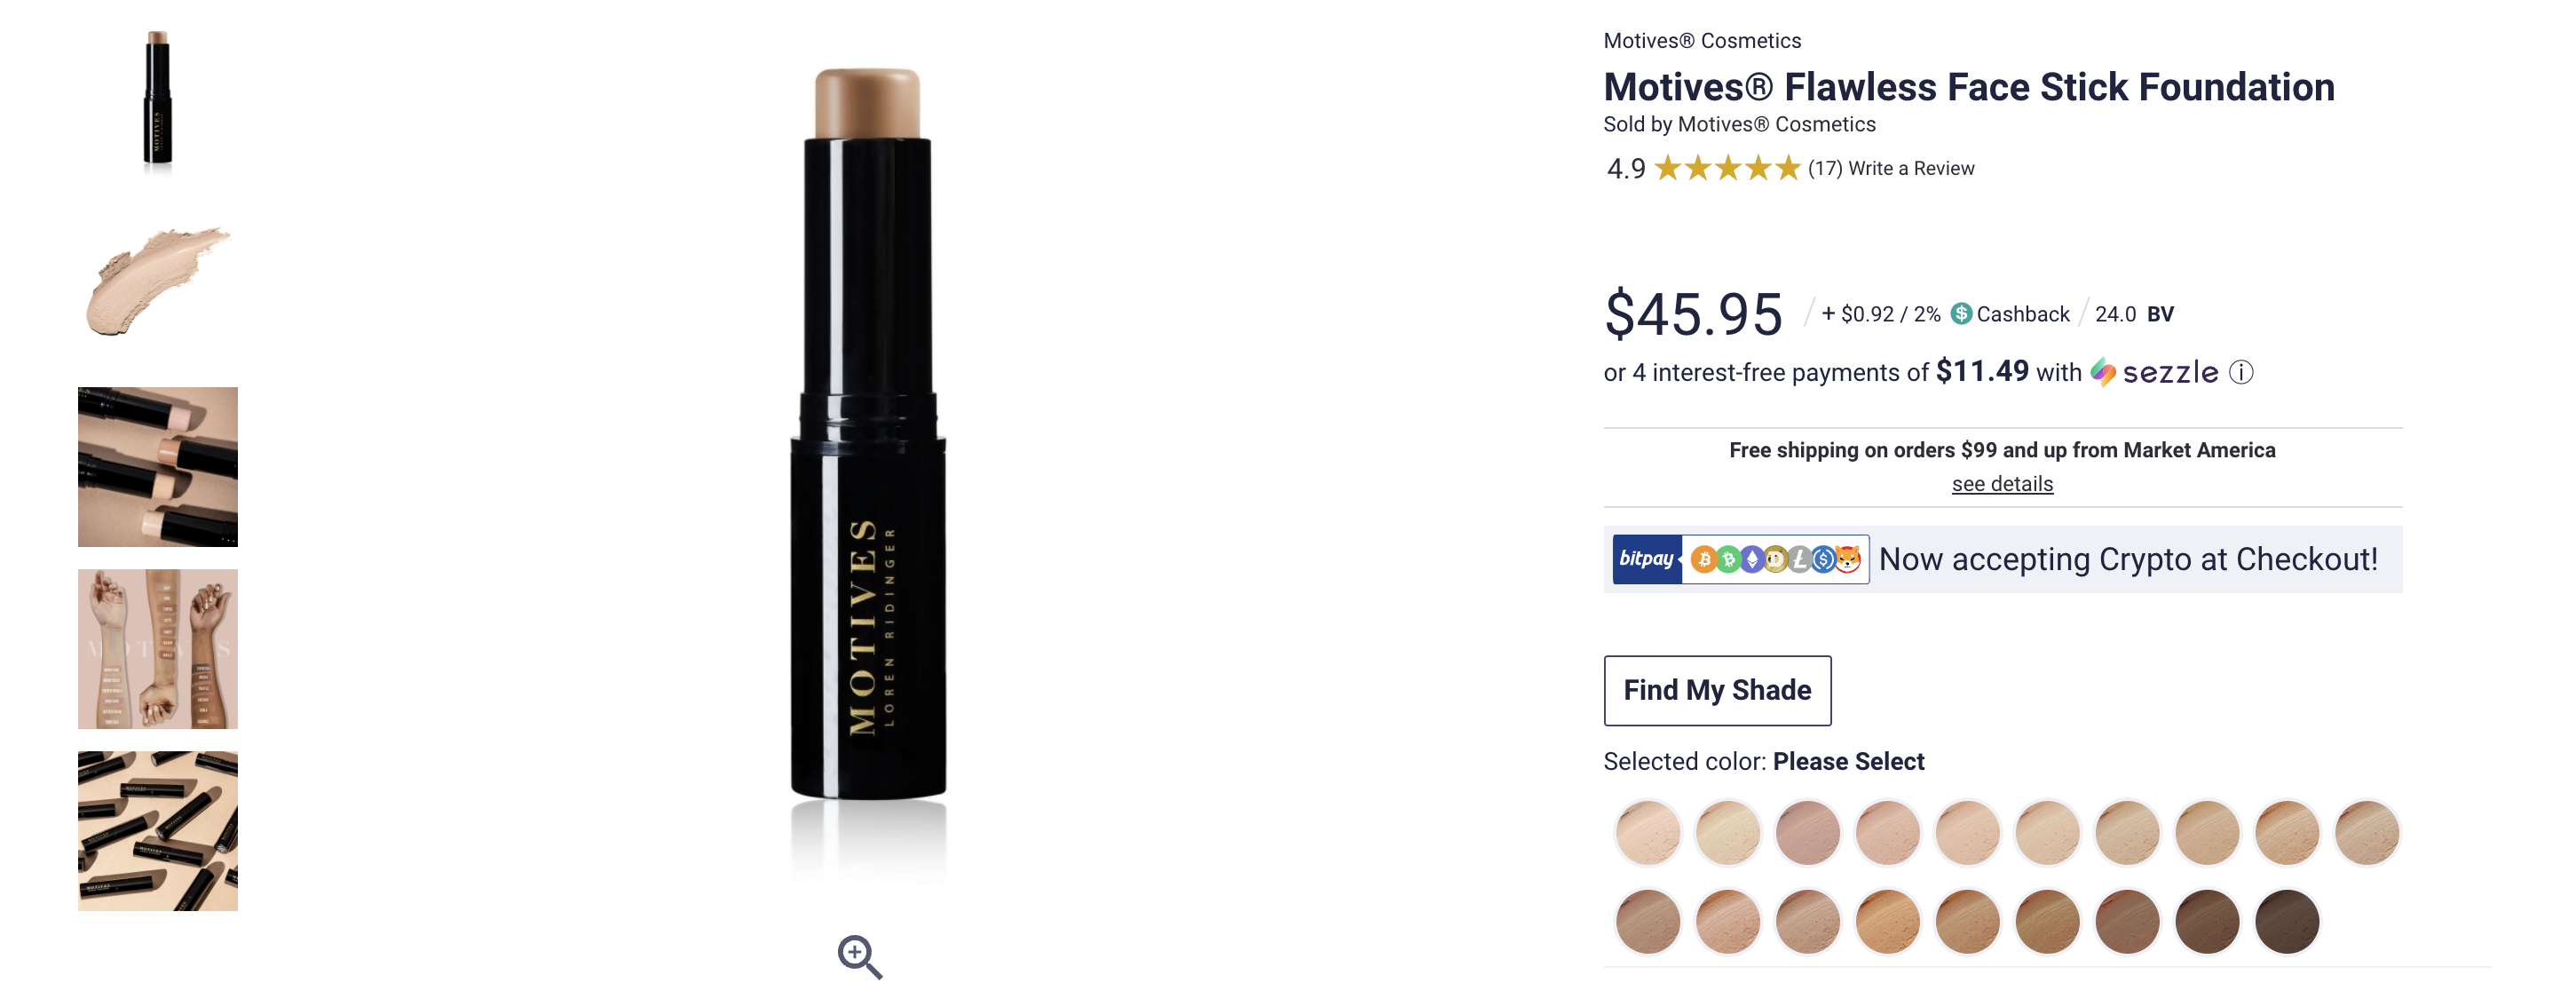 Motives® Cosmetics
Motives® Flawless Face Stick Foundation
Sold by Motives® Cosmetics
4.9 (17) Write a Review
$45.95 / + $0.92 / 2% Cashback / 24.0 BV
or 4 interest-free payments of $11.49 with sezzle
Free shipping on orders $99 and up from Market America
see details
bitpay Now accepting Crypto at Checkout!
Find My Shade
Selected color: Please Select
MOTIVES
LOREN RIDINGER
MOTIVES